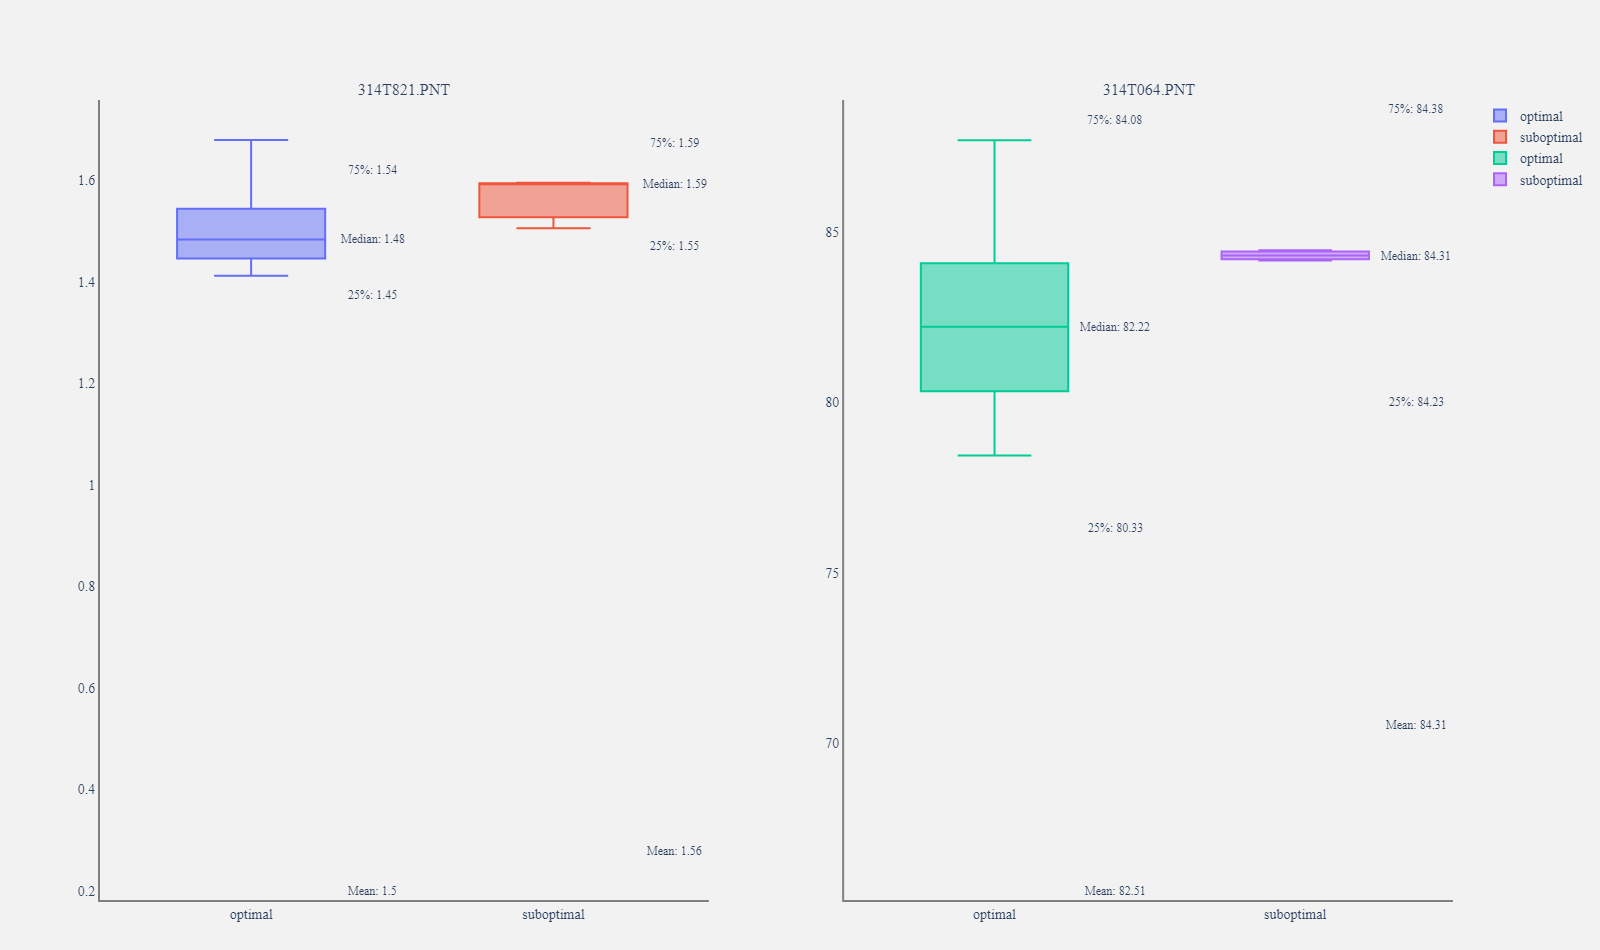 314T821.PNT
1.6
1.4
1.2
1
0.8
0.6
0.4
0.2
75%: 1.54
Median: 1.48
25%: 1.45
Mean: 1.5
75%: 1.59
Median: 1.59
25%: 1.55
Mean: 1.56
optimal
suboptimal
314T064.PNT
85
80
75
70
75%: 84.08
Median: 82.22
25%: 80.33
Mean: 82.51
75%: 84.38
Median: 84.31
25%: 84.23
Mean: 84.31
optimal
suboptimal
optimal
suboptimal
optimal
suboptimal